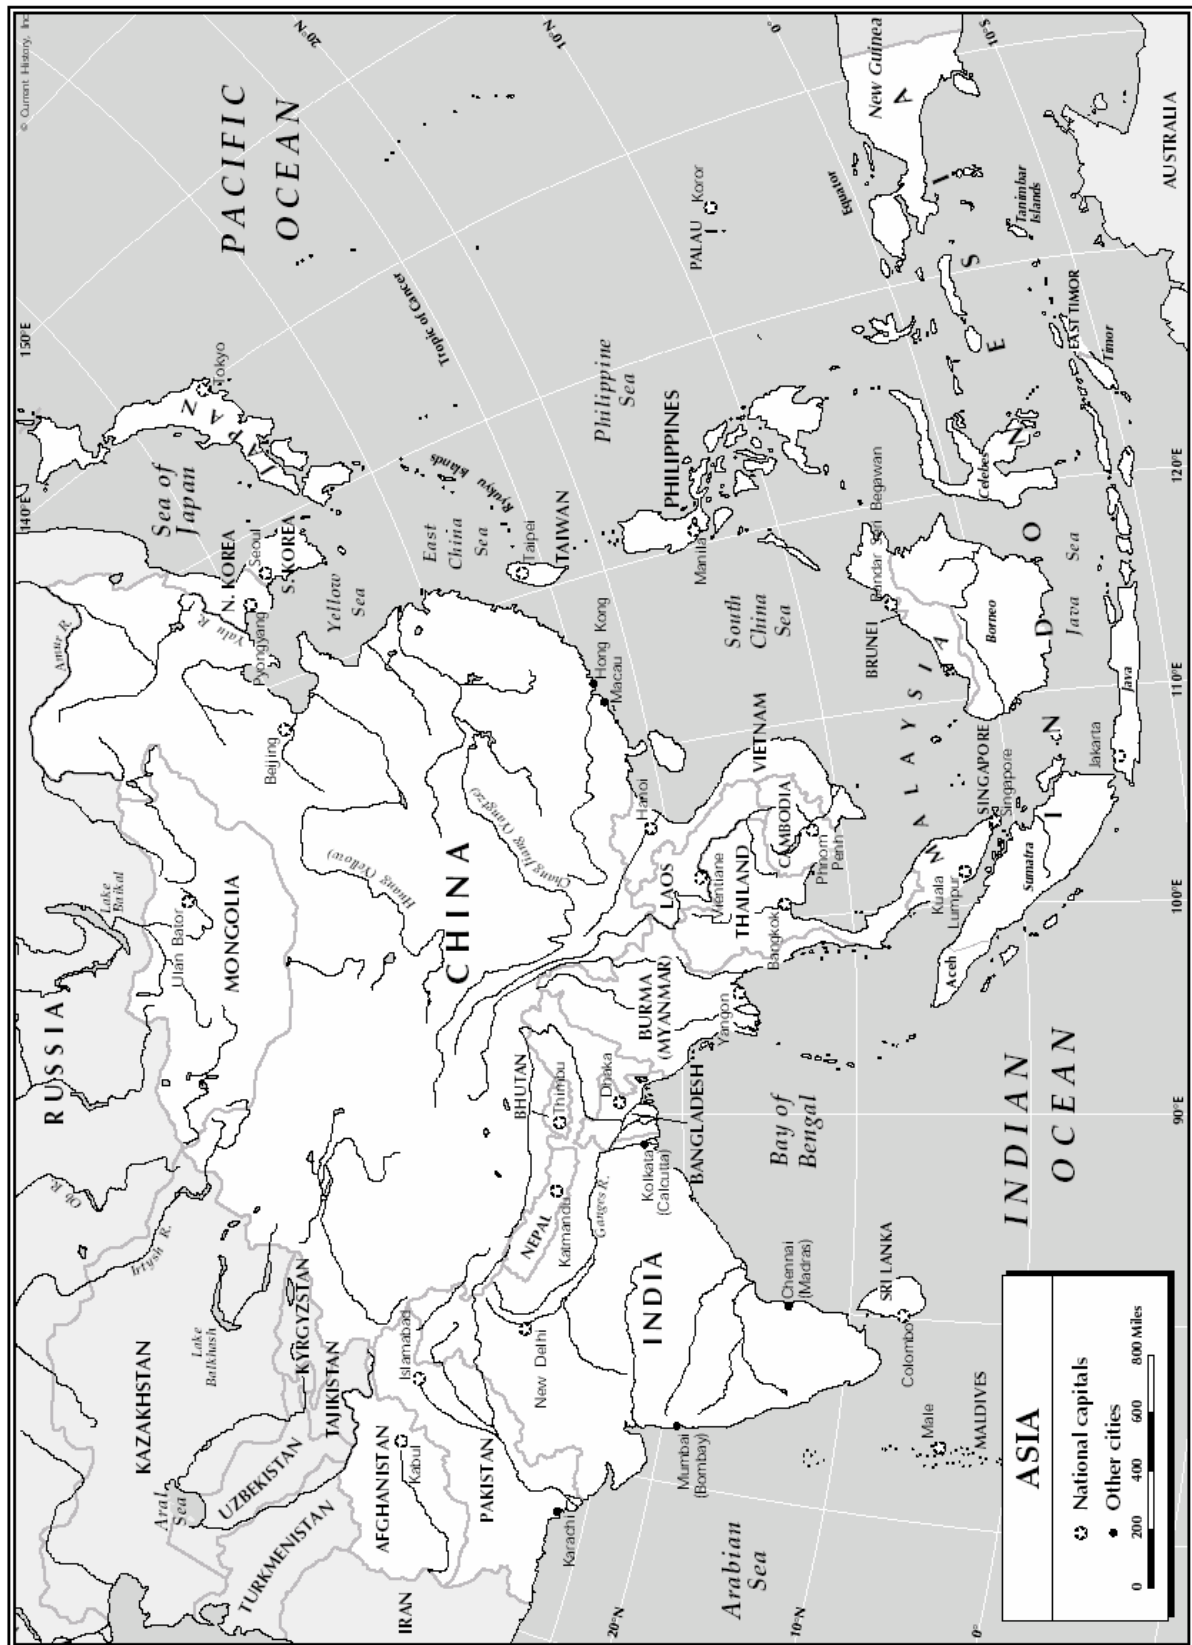 © Current History, Inc.
RUSSIA
Ob R.
Irtysh R.
Lake
Baikal
Amur R.
140°E
150°E
20°N
10°N
0°
10°S
PACIFIC
OCEAN
KAZAKHSTAN
Lake
Balkhash
Aral
Sea
UZBEKISTAN
TURKMENISTAN
KYRGYZSTAN
TAJIKISTAN
MONGOLIA
Ulan Bator
Sea of
Japan
JAPAN
Tokyo
N. KOREA
Yalu R.
Pyongyang
Seoul
S. KOREA
Yellow
Sea
Beijing
Huang (Yellow)
CHINA
Chang Jiang (Yangtze)
East
China
Sea
Ryukyu
Islands
Tropic of Cancer
IRAN
AFGHANISTAN
Kabul
Islamabad
PAKISTAN
Karachi
New Delhi
INDIA
NEPAL
Katmandu
Ganges R.
BHUTAN
Thimbu
Dhaka
BANGLADESH
Kolkata
(Calcutta)
Mumbai
(Bombay)
Chennai
(Madras)
BURMA
(MYANMAR)
Yangon
LAOS
Vientiane
Hanoi
THAILAND
Bangkok
CAMBODIA
Phnom
Penh
VIETNAM
Hong Kong
Macau
Taipei
TAIWAN
Philippine
Sea
PHILIPPINES
Manila
South
China
Sea
PALAU
Koror
Equator
New Guinea
Arabian
Sea
Bay of
Bengal
SRI LANKA
Colombo
Male
MALDIVES
MALAYSIA
Kuala
Lumpur
SINGAPORE
Singapore
BRUNEI
Bandar Seri Begawan
Borneo
Celebes
INDONESIA
Aceh
Sumatra
Jakarta
Java
Java Sea
EAST TIMOR
Timor
Tanimbar
Islands
AUSTRALIA
INDIAN
OCEAN
20°N
10°N
0°
90°E
100°E
110°E
120°E
ASIA
National capitals
Other cities
0 200 400 600 800 Miles